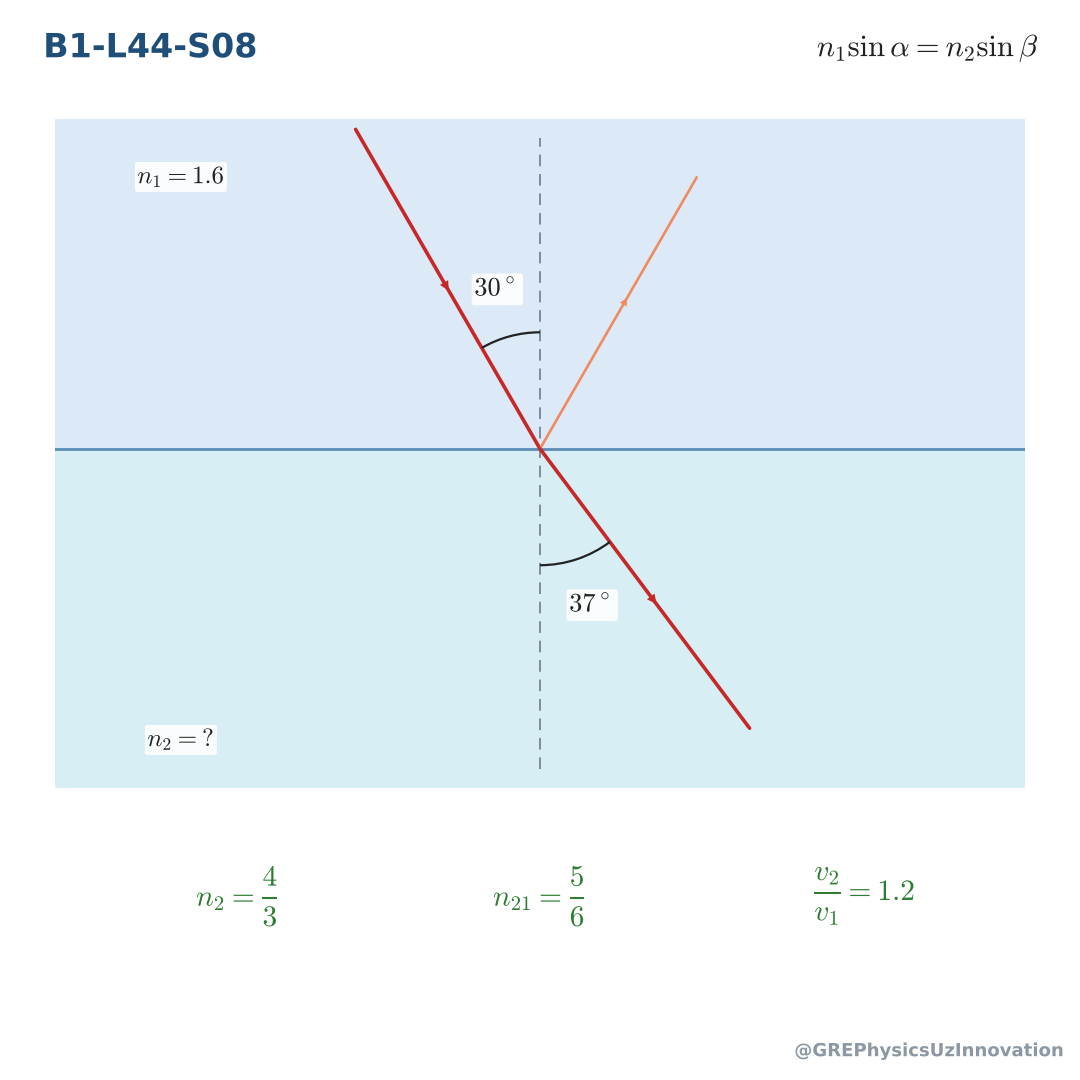 B1-L44-S08
n₁ sin α = n₂ sin β
n₁ = 1.6
30°
37°
n₂ = ?
n₂ = 4/3
n₂₁ = 5/6
v₂/v₁ = 1.2
@GREPhysicsUzInnovation